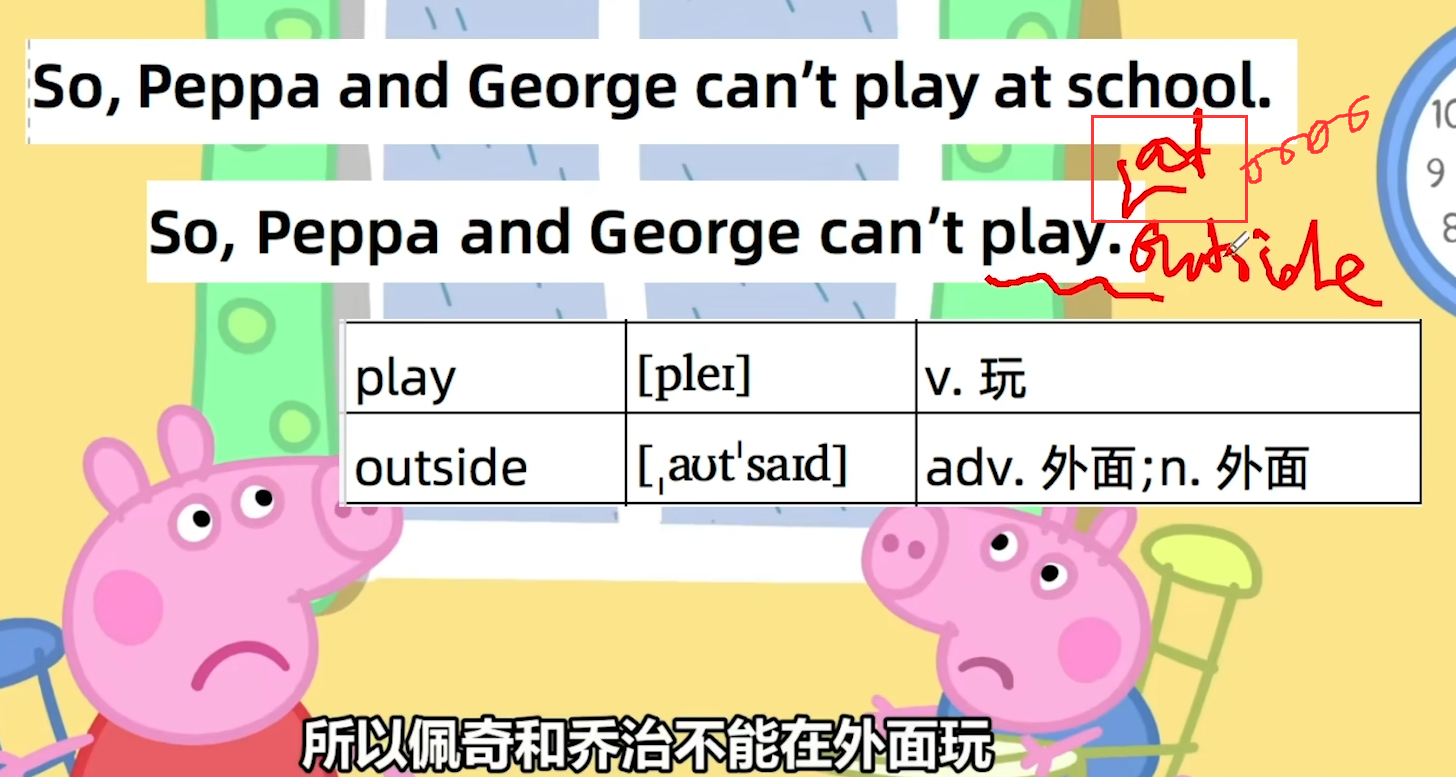 So, Peppa and George can't play at school.
at
So, Peppa and George can't play. outside
play [pleɪ] v. 玩
outside [ˌaʊtˈsaɪd] adv. 外面;n. 外面
所以佩奇和乔治不能在外面玩
10
9
8